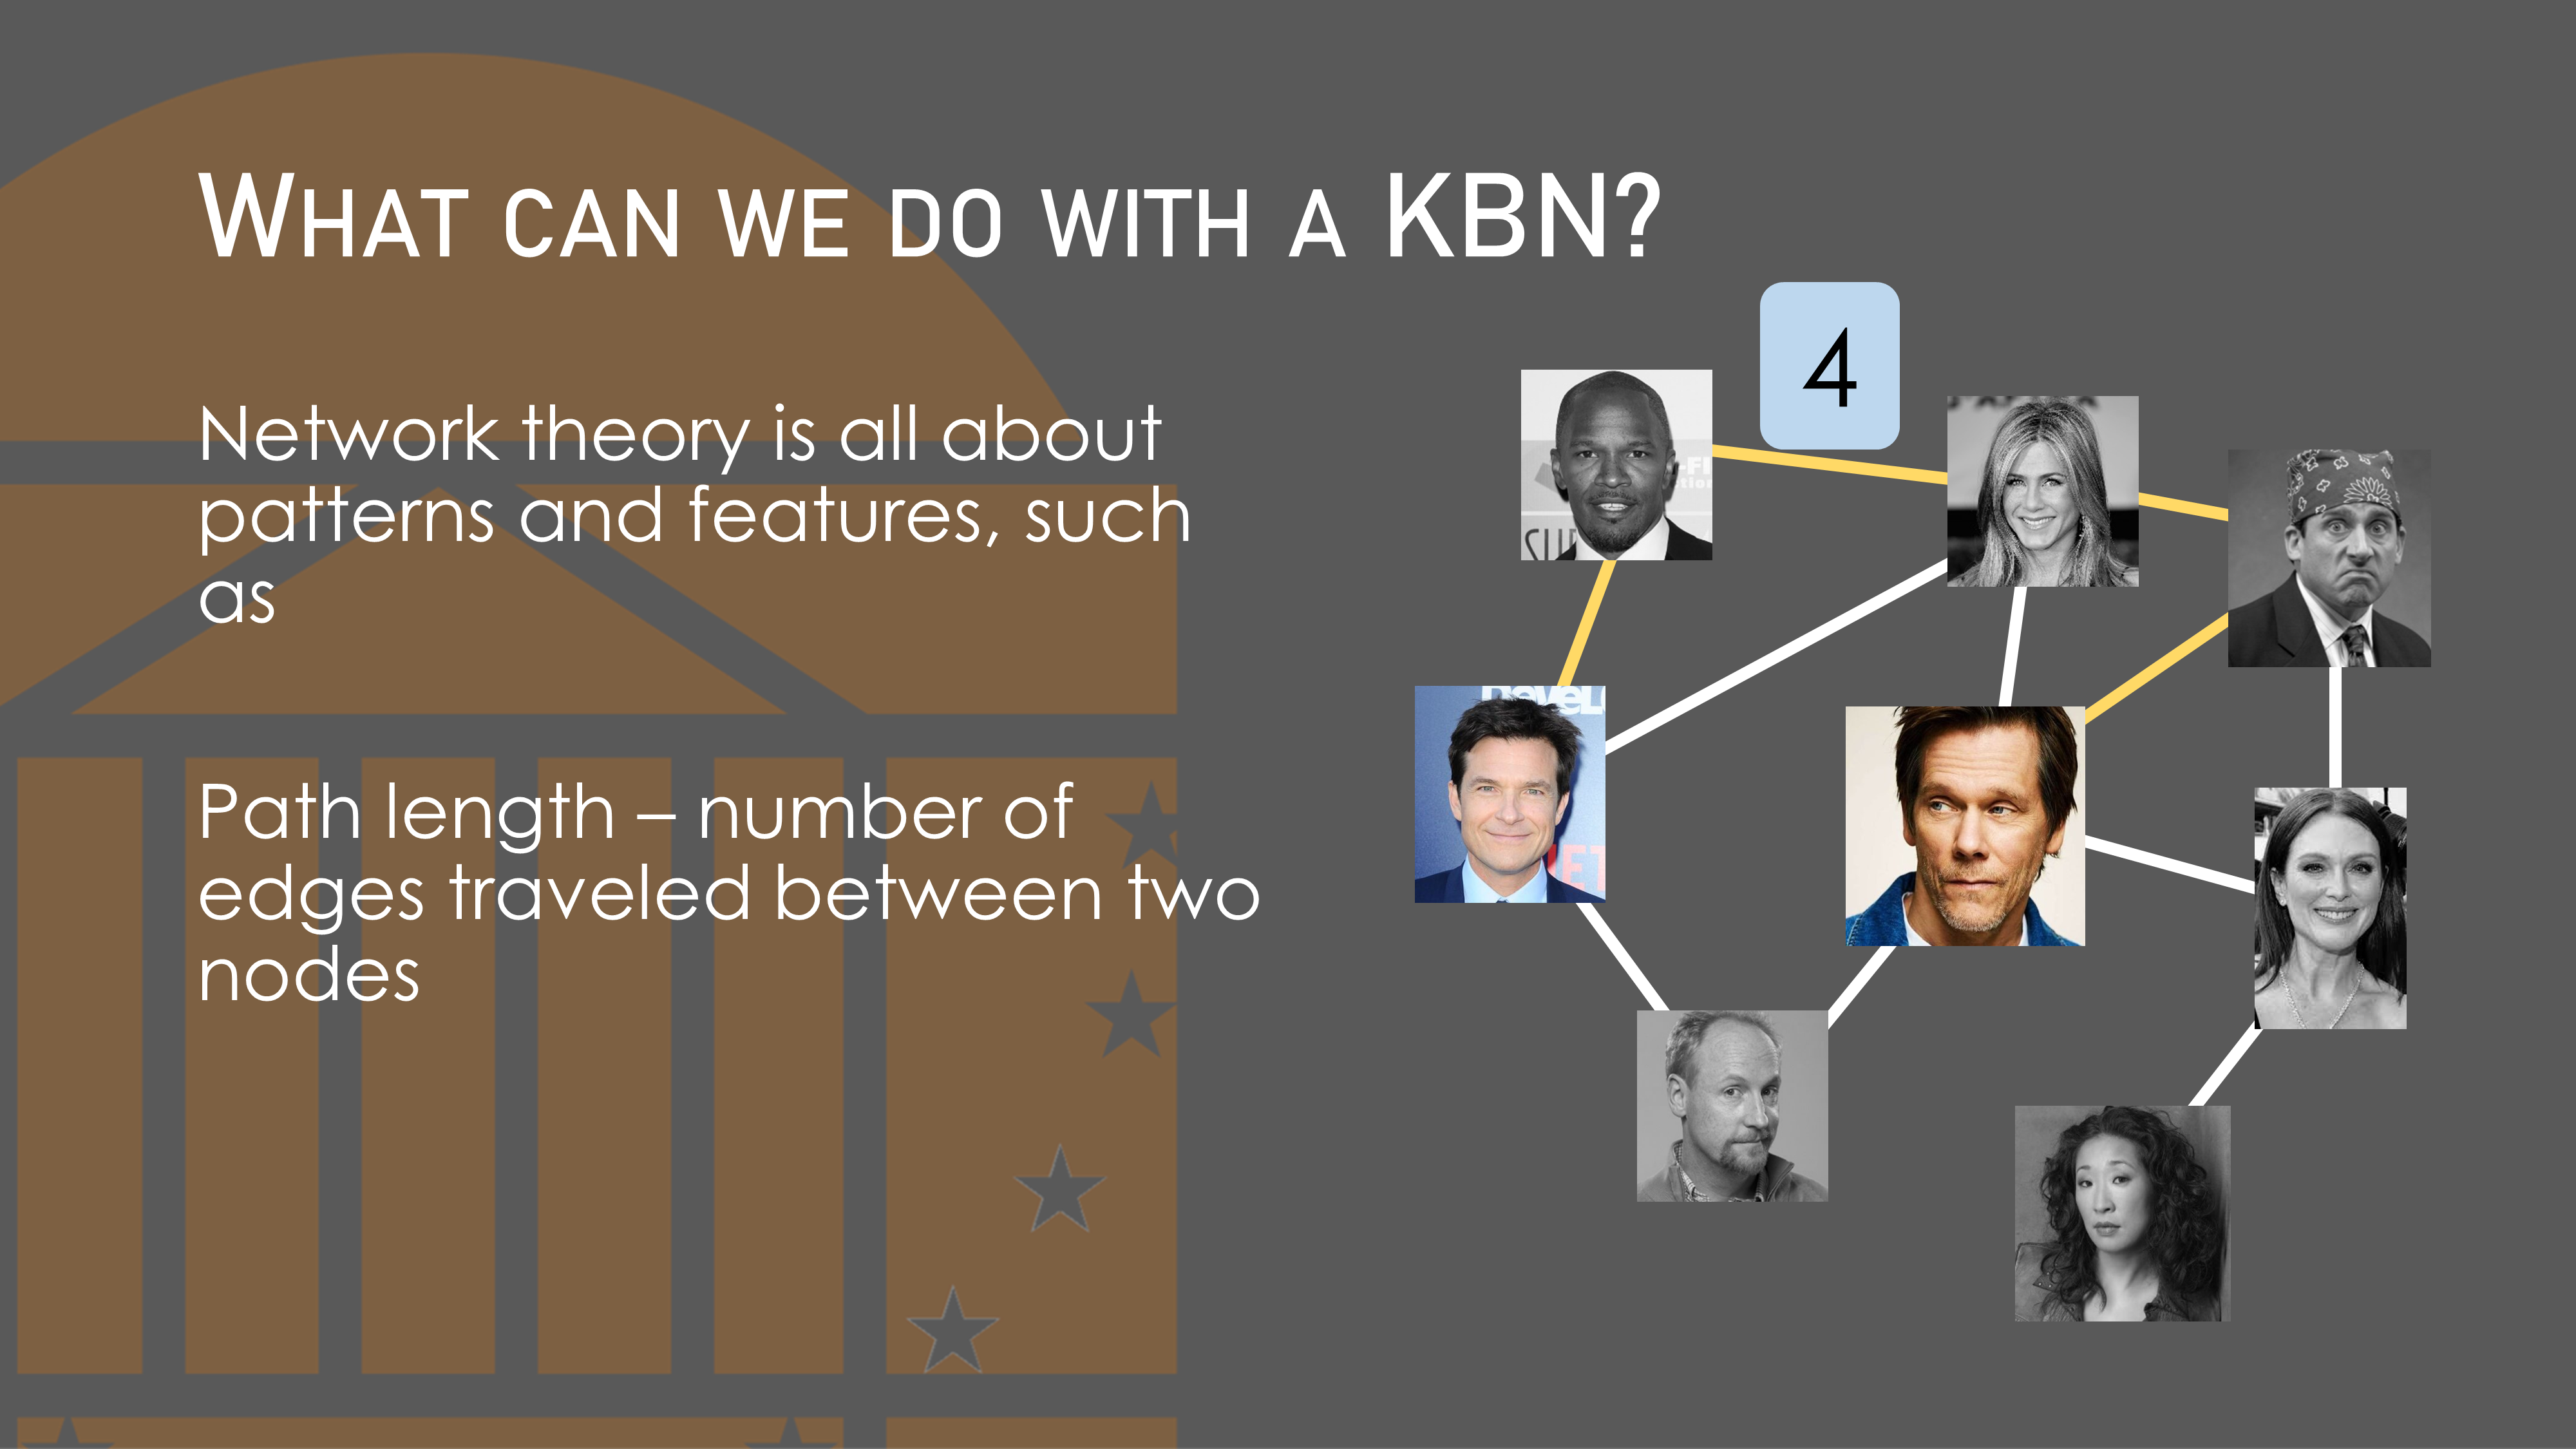 WHAT CAN WE DO WITH A KBN?
4
Network theory is all about
patterns and features, such
as
Path length – number of
edges traveled between two
nodes